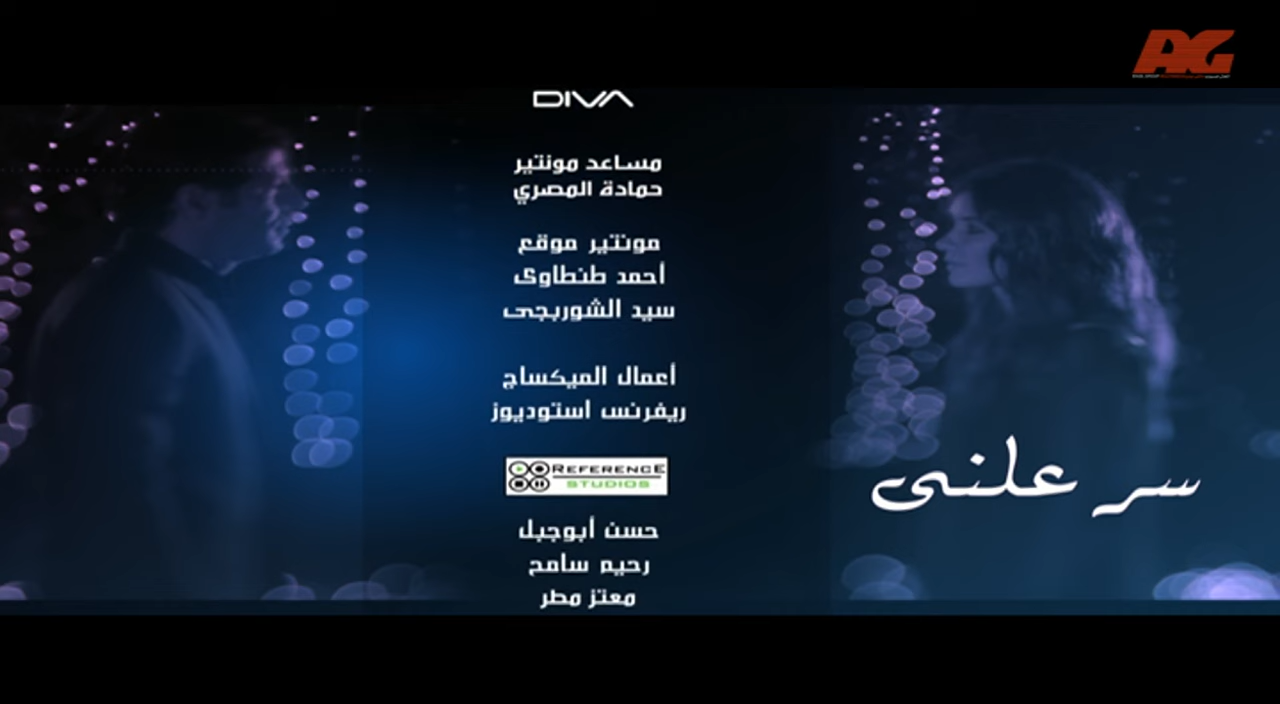 AG
DIVA
مساعد مونتير
حمادة المصري
مونتير موقع
أحمد طنطاوى
سيد الشوربجى
أعمال الميكساج
ريفرنس استوديوز
REFERENCE
STUDIOS
سر علنى
حسن أبوجبل
رحيم سامح
معتز مطر